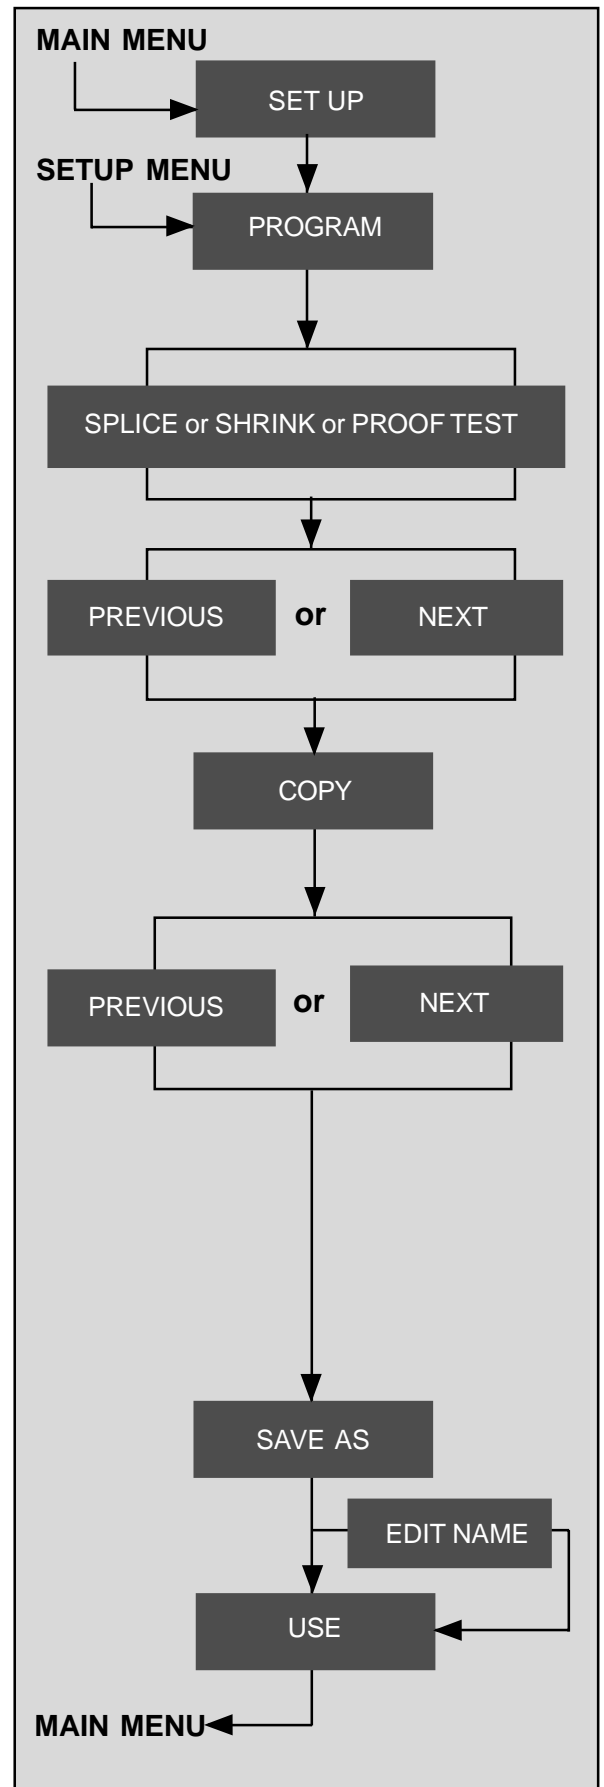 MAIN MENU
SET UP
SETUP MENU
PROGRAM
SPLICE or SHRINK or PROOF TEST
PREVIOUS or NEXT
COPY
PREVIOUS or NEXT
SAVE AS
EDIT NAME
USE
MAIN MENU